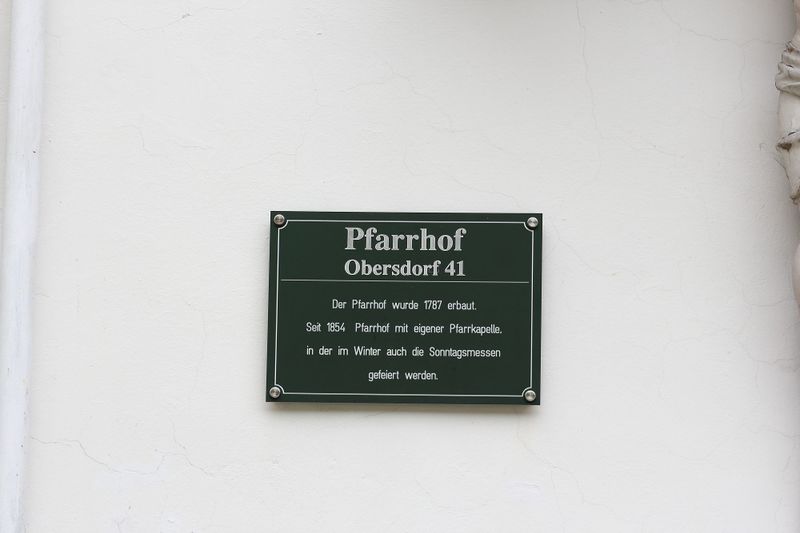 Pfarrhof
Obersdorf 41
Der Pfarrhof wurde 1787 erbaut.
Seit 1854 Pfarrhof mit eigener Pfarrkapelle.
in der im Winter auch die Sonntagsmessen
gefeiert werden.